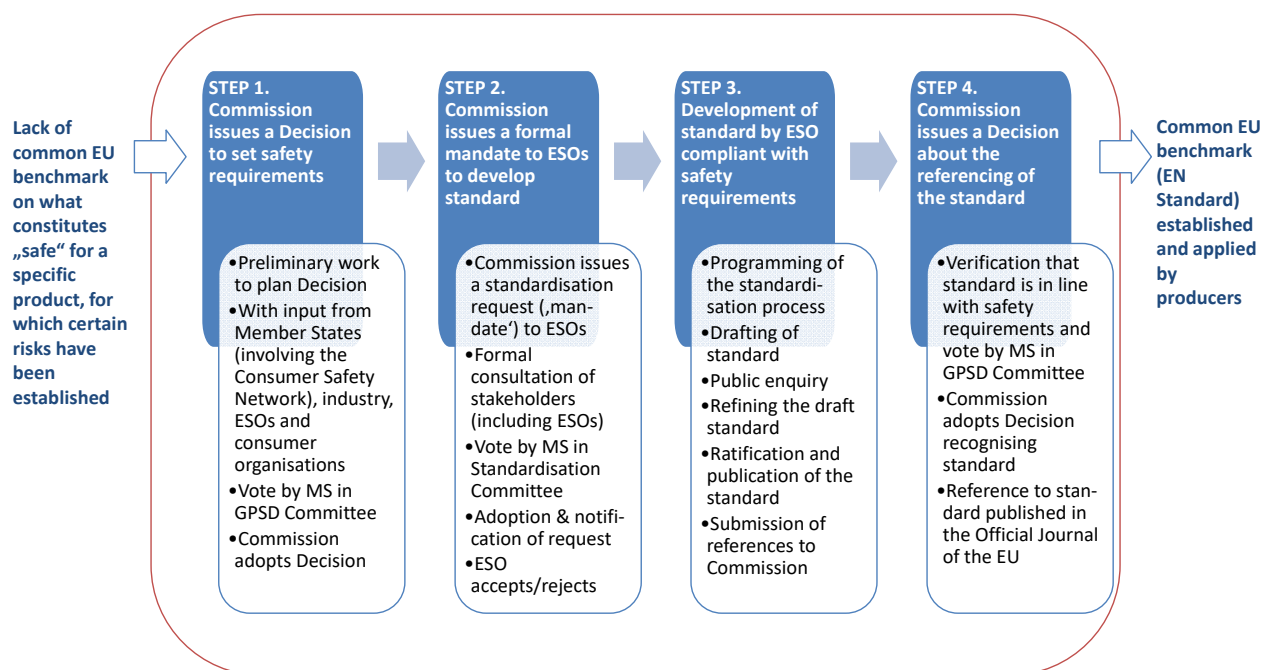 Lack of
common EU
benchmark
on what
constitutes
„safe“ for a
specific
product, for
which certain
risks have
been
established
STEP 1.
Commission
issues a Decision
to set safety
requirements
•Preliminary work
to plan Decision
•With input from
Member States
(involving the
Consumer Safety
Network), industry,
ESOs and
consumer
organisations
•Vote by MS in
GPSD Committee
•Commission
adopts Decision
STEP 2.
Commission
issues a formal
mandate to ESOs
to develop
standard
•Commission issues
a standardisation
request (‚man-
date‘) to ESOs
•Formal
consultation of
stakeholders
(including ESOs)
•Vote by MS in
Standardisation
Committee
•Adoption & notifi-
cation of request
•ESO
accepts/rejects
STEP 3.
Development of
standard by ESO
compliant with
safety
requirements
•Programming of
the standardi-
sation process
•Drafting of
standard
•Public enquiry
•Refining the draft
standard
•Ratification and
publication of the
standard
•Submission of
references to
Commission
STEP 4.
Commission
issues a Decision
about the
referencing of
the standard
•Verification that
standard is in line
with safety
requirements and
vote by MS in
GPSD Committee
•Commission
adopts Decision
recognising
standard
•Reference to stan-
dard published in
the Official Journal
of the EU
Common EU
benchmark
(EN
Standard)
established
and applied
by
producers